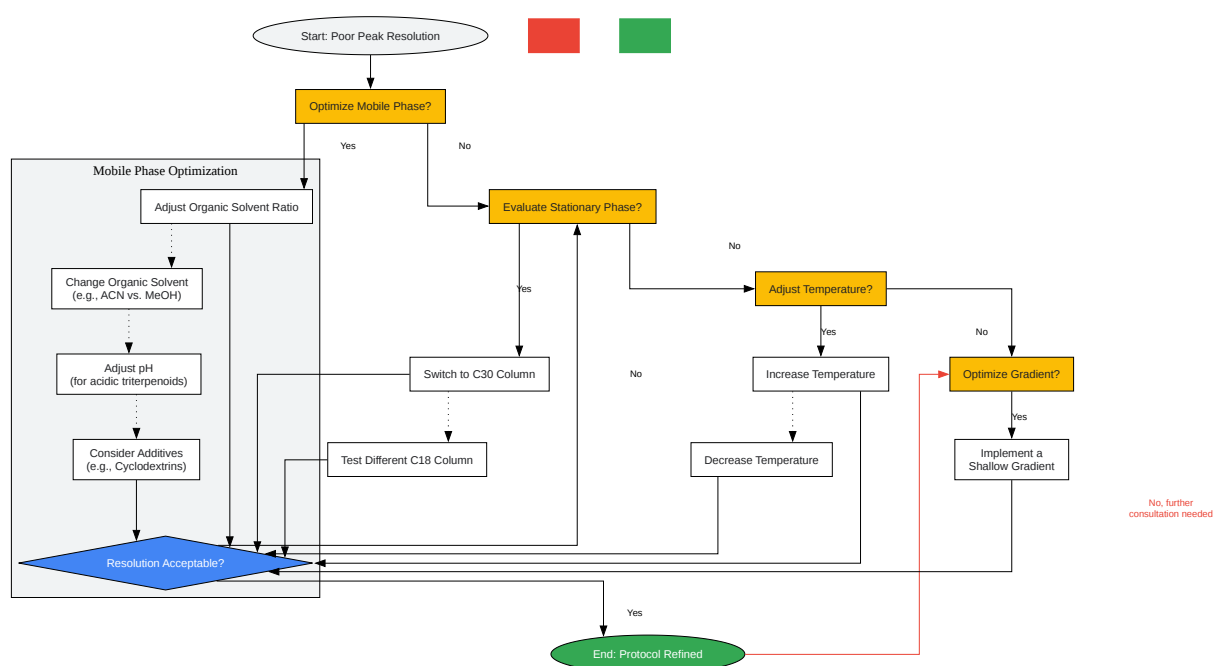 Start: Poor Peak Resolution
Optimize Mobile Phase?
Yes
No
Mobile Phase Optimization
Adjust Organic Solvent Ratio
Evaluate Stationary Phase?
No
Change Organic Solvent
(e.g., ACN vs. MeOH)
Yes
Adjust Temperature?
Yes
No
Adjust pH
(for acidic triterpenoids)
Switch to C30 Column
No
Increase Temperature
Optimize Gradient?
Yes
Consider Additives
(e.g., Cyclodextrins)
Test Different C18 Column
Decrease Temperature
Implement a
Shallow Gradient
No, further
consultation needed
Resolution Acceptable?
Yes
End: Protocol Refined